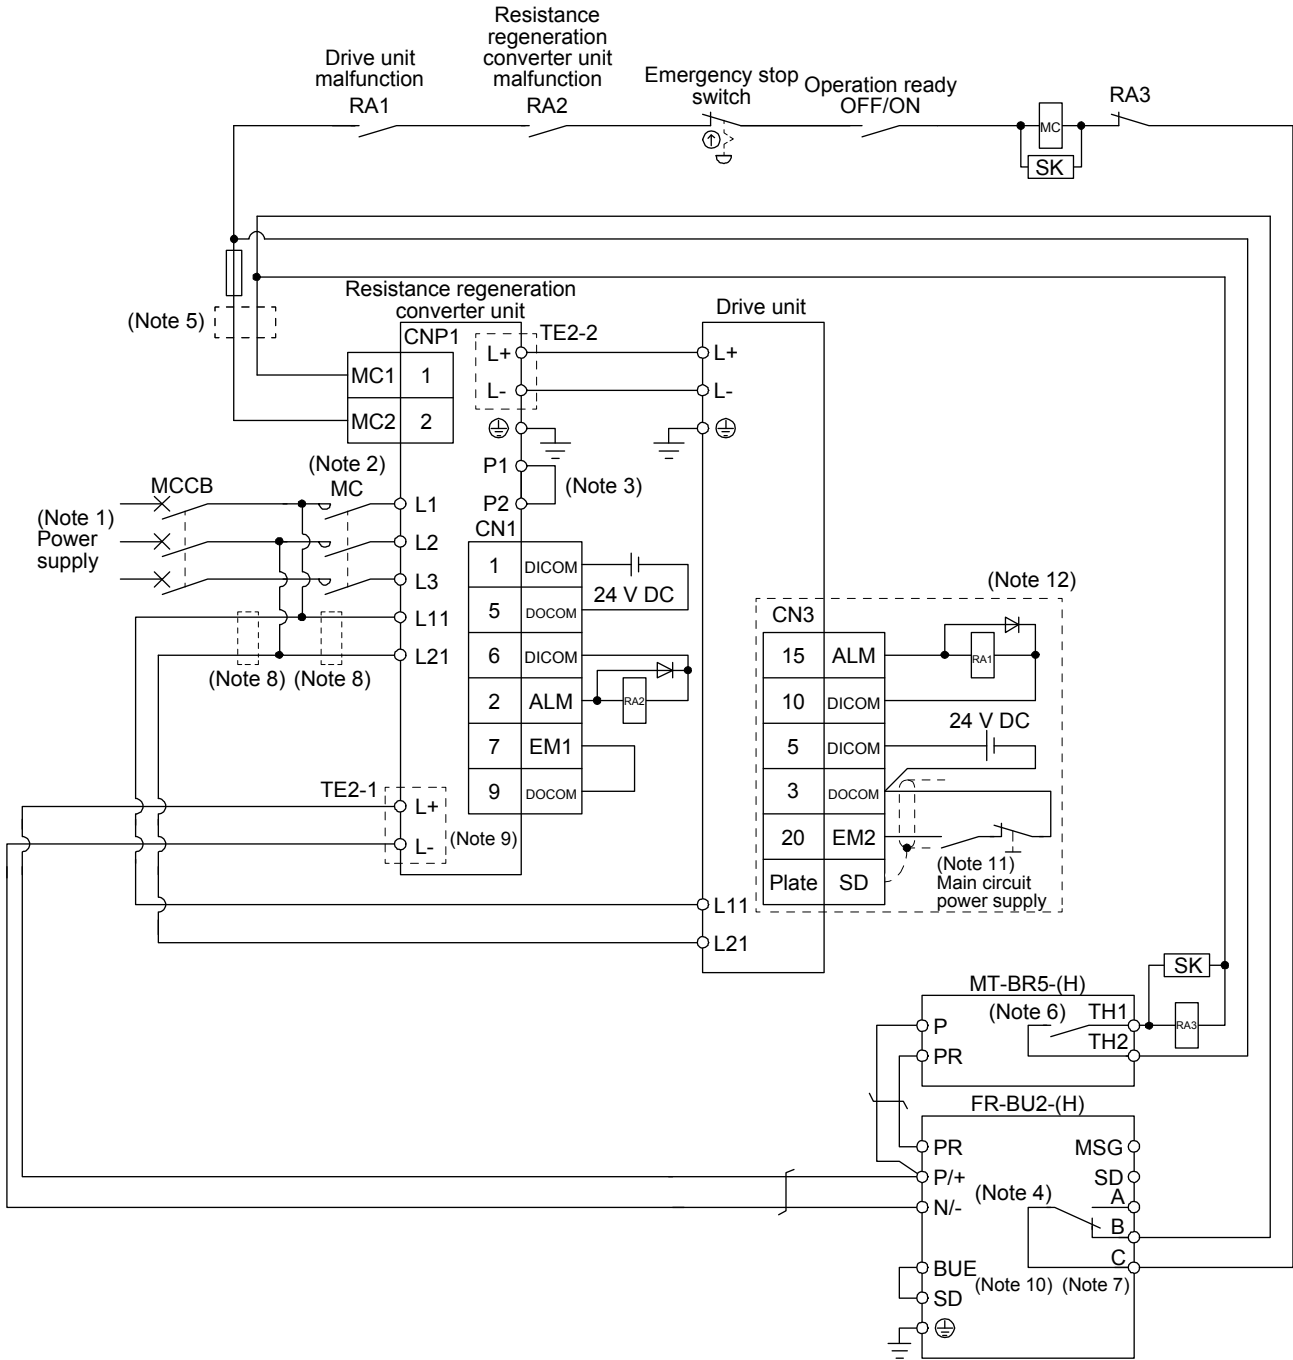 Resistance
regeneration
converter unit
malfunction
RA2
Drive unit
malfunction
RA1
Emergency stop
switch
Operation ready
OFF/ON
RA3
MC
SK
(Note 5)
Resistance regeneration
converter unit
Drive unit
CNP1
TE2-2
MC1 1
MC2 2
L+
L-
L+
L-
(Note 2)
MCCB
MC
(Note 1)
Power
supply
P1
P2
(Note 3)
L1
L2
L3
L11
L21
(Note 8) (Note 8)
CN1
1 DICOM
24 V DC
5 DOCOM
6 DICOM
2 ALM
RA2
7 EM1
9 DOCOM
TE2-1
L+
L-
(Note 9)
(Note 12)
CN3
15 ALM
RA1
10 DICOM
24 V DC
5 DICOM
3 DOCOM
20 EM2
Plate SD
(Note 11)
Main circuit
power supply
L11
L21
SK
MT-BR5-(H)
P
PR
(Note 6)
TH1
TH2
RA3
FR-BU2-(H)
PR
P/+
N/-
MSG
SD
(Note 4)
A
B
C
BUE
SD
(Note 10) (Note 7)